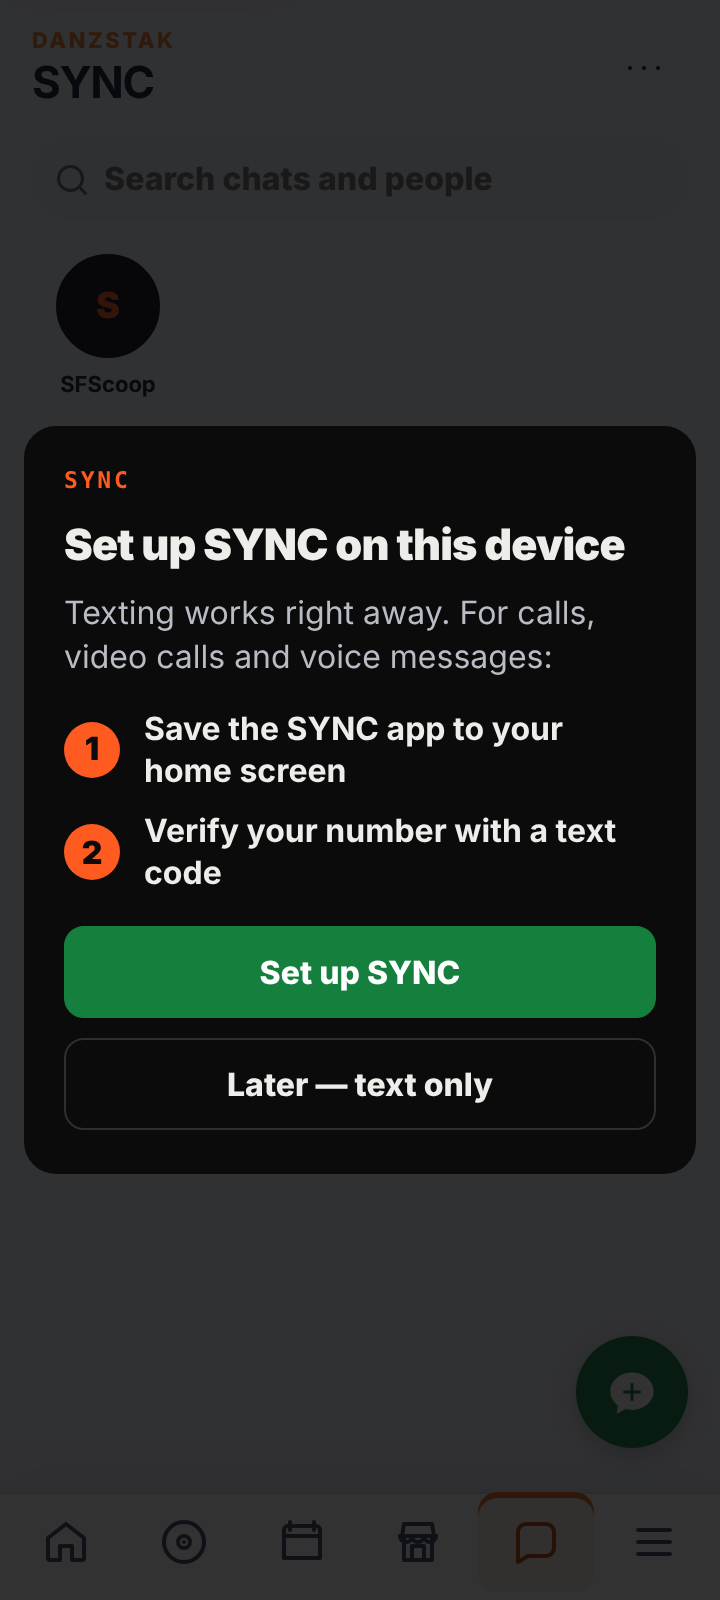 DANZSTAK
SYNC
Search chats and people
S
SFScoop
SYNC
Set up SYNC on this device
Texting works right away. For calls,
video calls and voice messages:
1
Save the SYNC app to your
home screen
2
Verify your number with a text
code
Set up SYNC
Later — text only